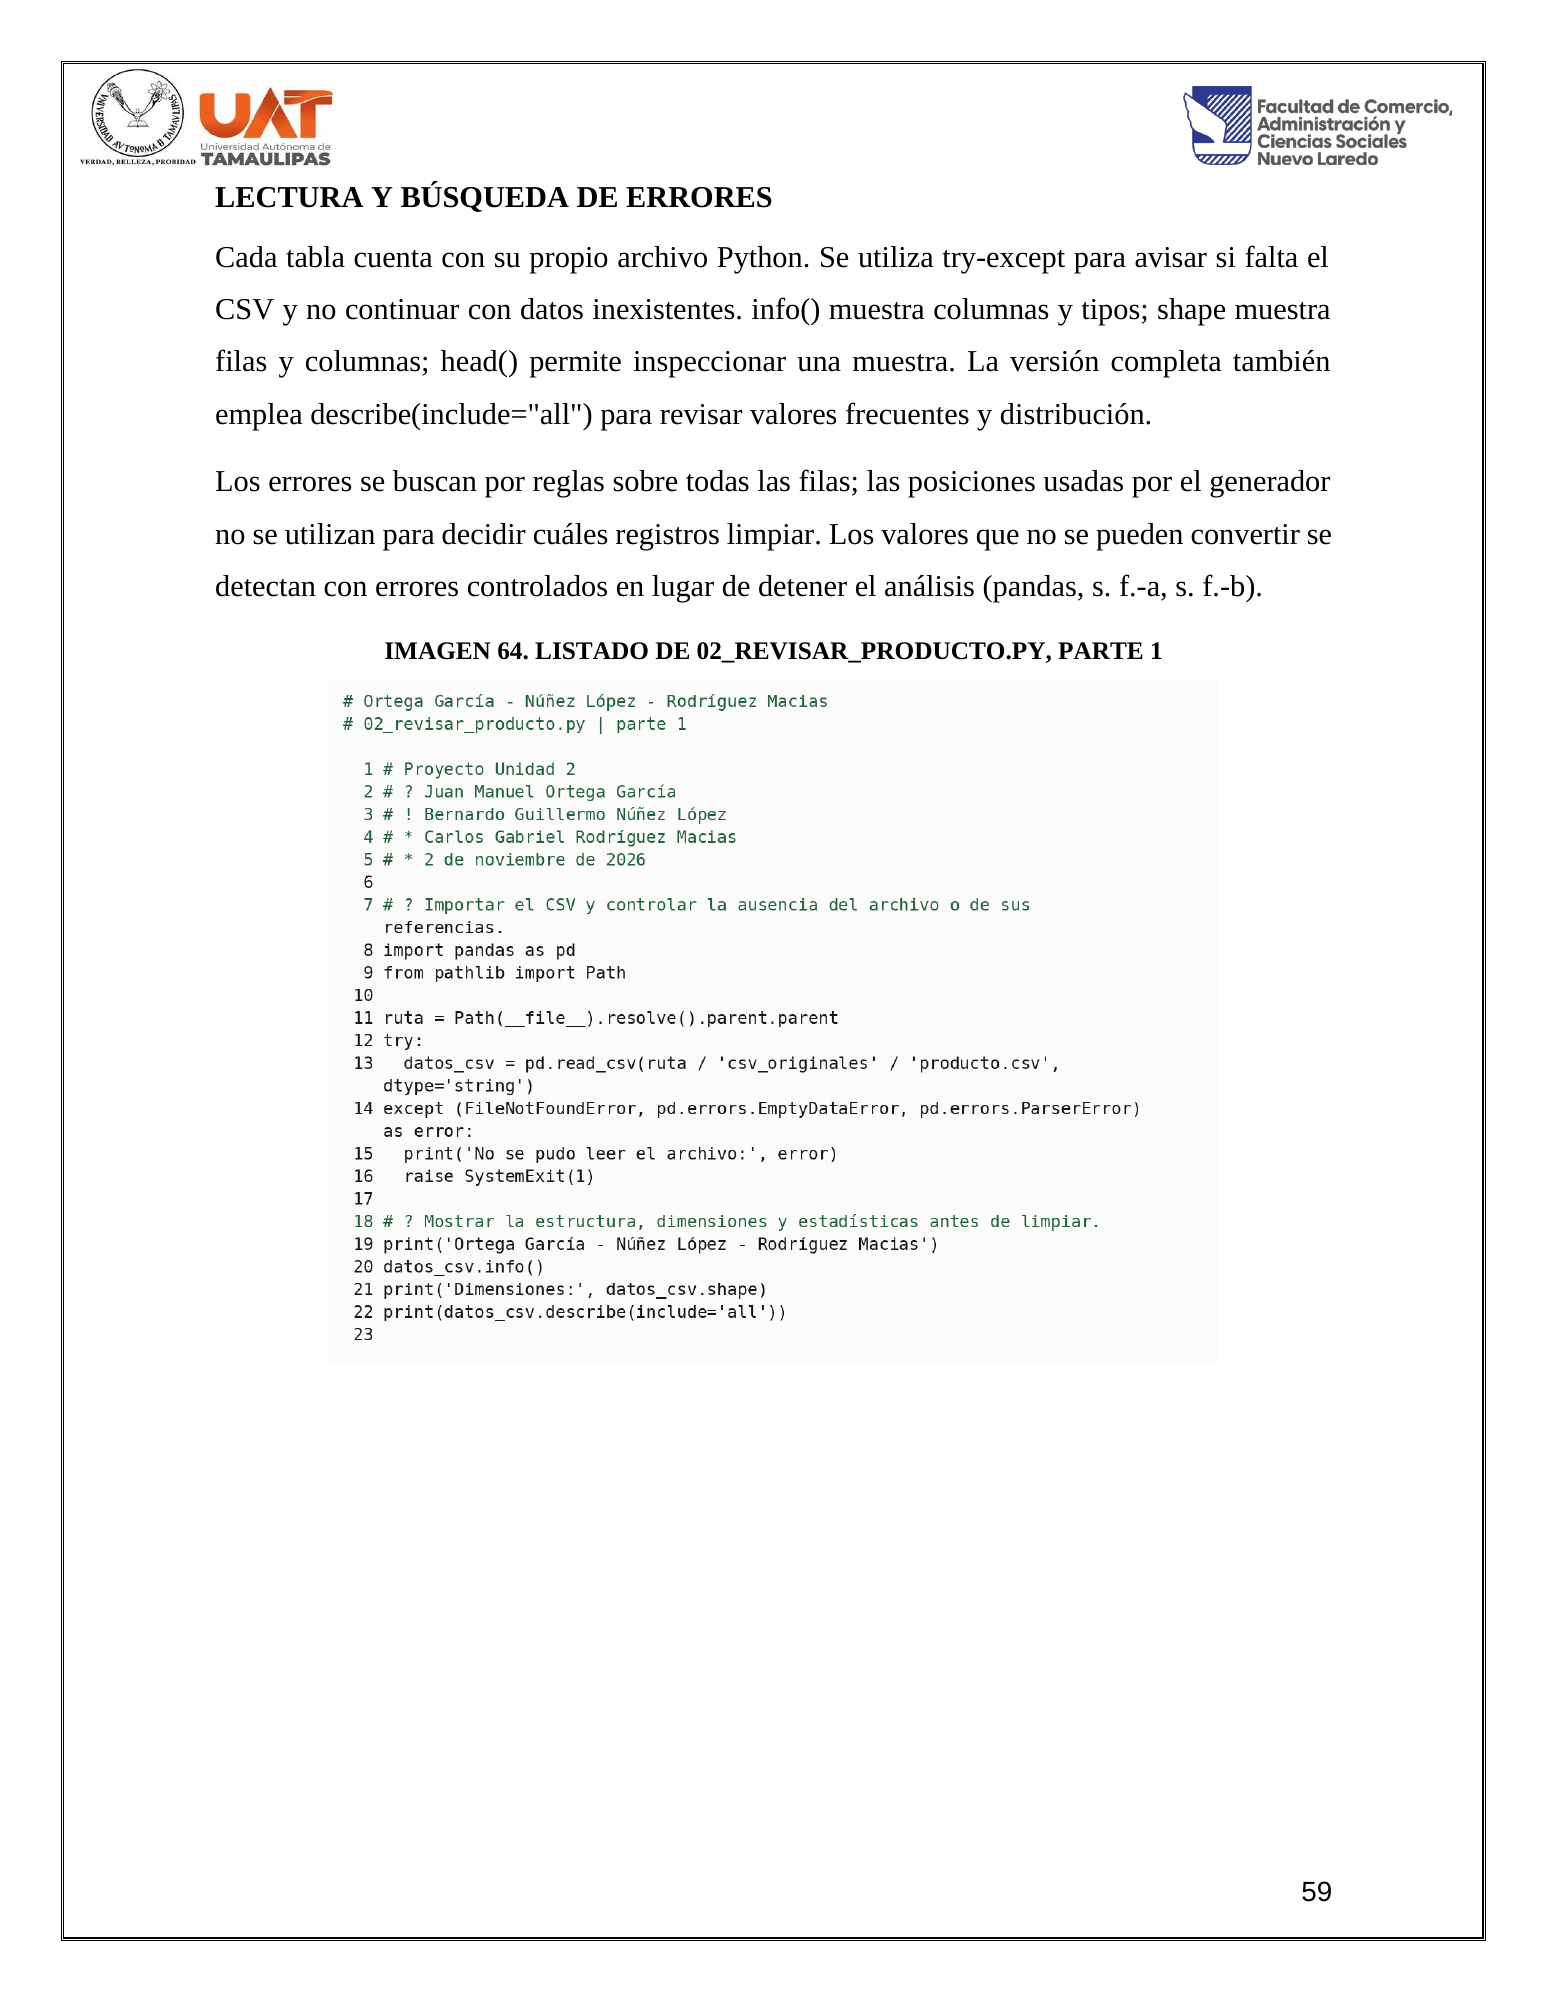 UNIVERSIDAD AVTONOMA D TAMAVLIPAS
VERDAD, BELLEZA, PROBIDAD
UAT
Universidad Autónoma de
TAMAULIPAS
Facultad de Comercio,
Administración y
Ciencias Sociales
Nuevo Laredo
LECTURA Y BÚSQUEDA DE ERRORES
Cada tabla cuenta con su propio archivo Python. Se utiliza try-except para avisar si falta el
CSV y no continuar con datos inexistentes. info() muestra columnas y tipos; shape muestra
filas y columnas; head() permite inspeccionar una muestra. La versión completa también
emplea describe(include="all") para revisar valores frecuentes y distribución.
Los errores se buscan por reglas sobre todas las filas; las posiciones usadas por el generador
no se utilizan para decidir cuáles registros limpiar. Los valores que no se pueden convertir se
detectan con errores controlados en lugar de detener el análisis (pandas, s. f.-a, s. f.-b).
IMAGEN 64. LISTADO DE 02_REVISAR_PRODUCTO.PY, PARTE 1
# Ortega García - Núñez López - Rodríguez Macias
# 02_revisar_producto.py | parte 1
1 # Proyecto Unidad 2
2 # ? Juan Manuel Ortega García
3 # ! Bernardo Guillermo Núñez López
4 # * Carlos Gabriel Rodríguez Macias
5 # * 2 de noviembre de 2026
6
7 # ? Importar el CSV y controlar la ausencia del archivo o de sus
referencias.
8 import pandas as pd
9 from pathlib import Path
10
11 ruta = Path(__file__).resolve().parent.parent
12 try:
13   datos_csv = pd.read_csv(ruta / 'csv_originales' / 'producto.csv',
dtype='string')
14 except (FileNotFoundError, pd.errors.EmptyDataError, pd.errors.ParserError)
as error:
15   print('No se pudo leer el archivo:', error)
16   raise SystemExit(1)
17
18 # ? Mostrar la estructura, dimensiones y estadísticas antes de limpiar.
19 print('Ortega García - Núñez López - Rodríguez Macias')
20 datos_csv.info()
21 print('Dimensiones:', datos_csv.shape)
22 print(datos_csv.describe(include='all'))
23
59